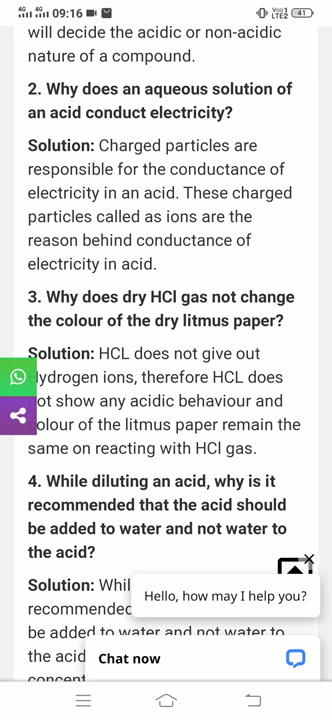 4G 4G 09:16 Vo) 1 LTE2 41
will decide the acidic or non-acidic
nature of a compound.
2. Why does an aqueous solution of
an acid conduct electricity?
Solution: Charged particles are
responsible for the conductance of
electricity in an acid. These charged
particles called as ions are the
reason behind conductance of
electricity in acid.
3. Why does dry HCl gas not change
the colour of the dry litmus paper?
Solution: HCL does not give out
Hydrogen ions, therefore HCL does
not show any acidic behaviour and
colour of the litmus paper remain the
same on reacting with HCl gas.
4. While diluting an acid, why is it
recommended that the acid should
be added to water and not water to
the acid?
Solution:
recommended
be added to water and not water to
the acid
Hello, how may I help you?
Chat now